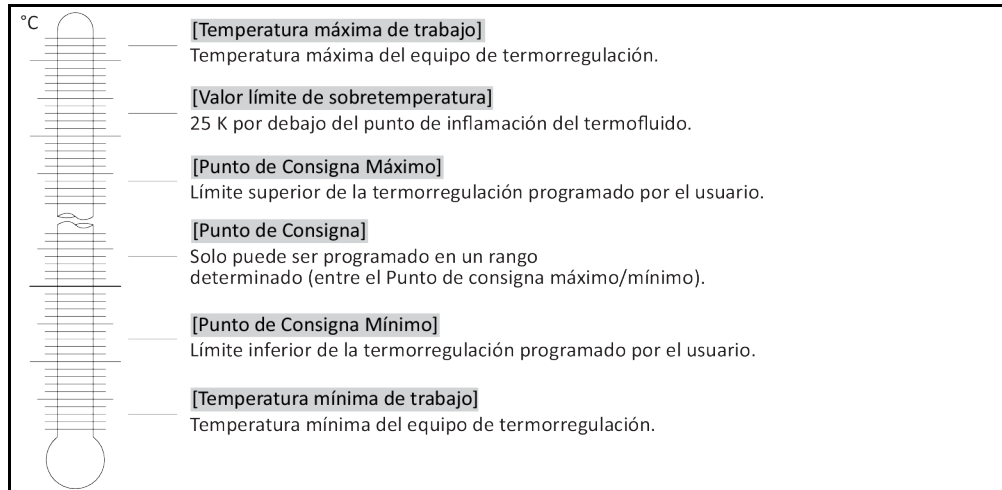 °C
[Temperatura máxima de trabajo]
Temperatura máxima del equipo de termorregulación.
[Valor límite de sobretemperatura]
25 K por debajo del punto de inflamación del termofluido.
[Punto de Consigna Máximo]
Límite superior de la termorregulación programado por el usuario.
[Punto de Consigna]
Solo puede ser programado en un rango
determinado (entre el Punto de consigna máximo/mínimo).
[Punto de Consigna Mínimo]
Límite inferior de la termorregulación programado por el usuario.
[Temperatura mínima de trabajo]
Temperatura mínima del equipo de termorregulación.